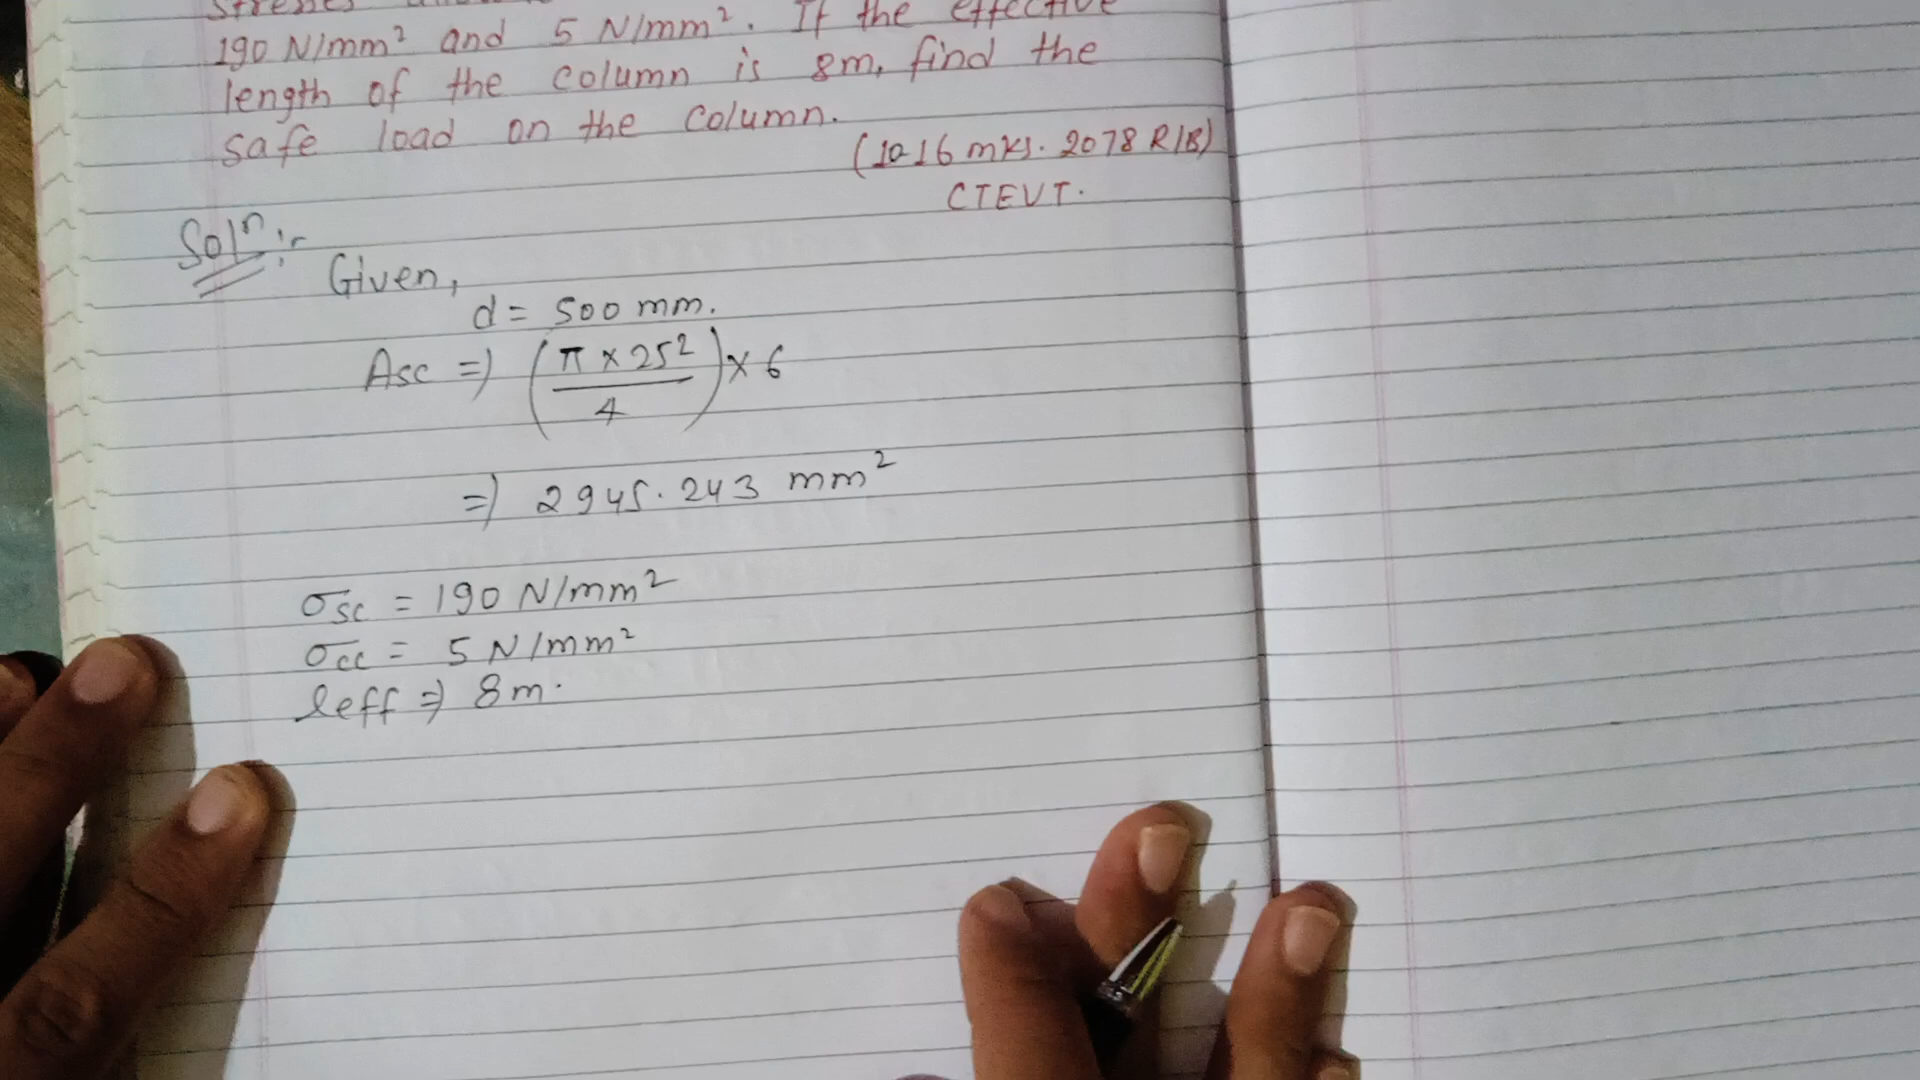 190 N/mm² and 5 N/mm². If the effective
length of the column is 8m, find the
safe load on the column.
(10-16 mks. 2078 R/B)
CTEVT.
Solⁿ:-
Given,
d = 500 mm.
Asc => (π × 25² / 4) × 6
=> 2945.243 mm²
σsc = 190 N/mm²
σcc = 5 N/mm²
leff => 8m.